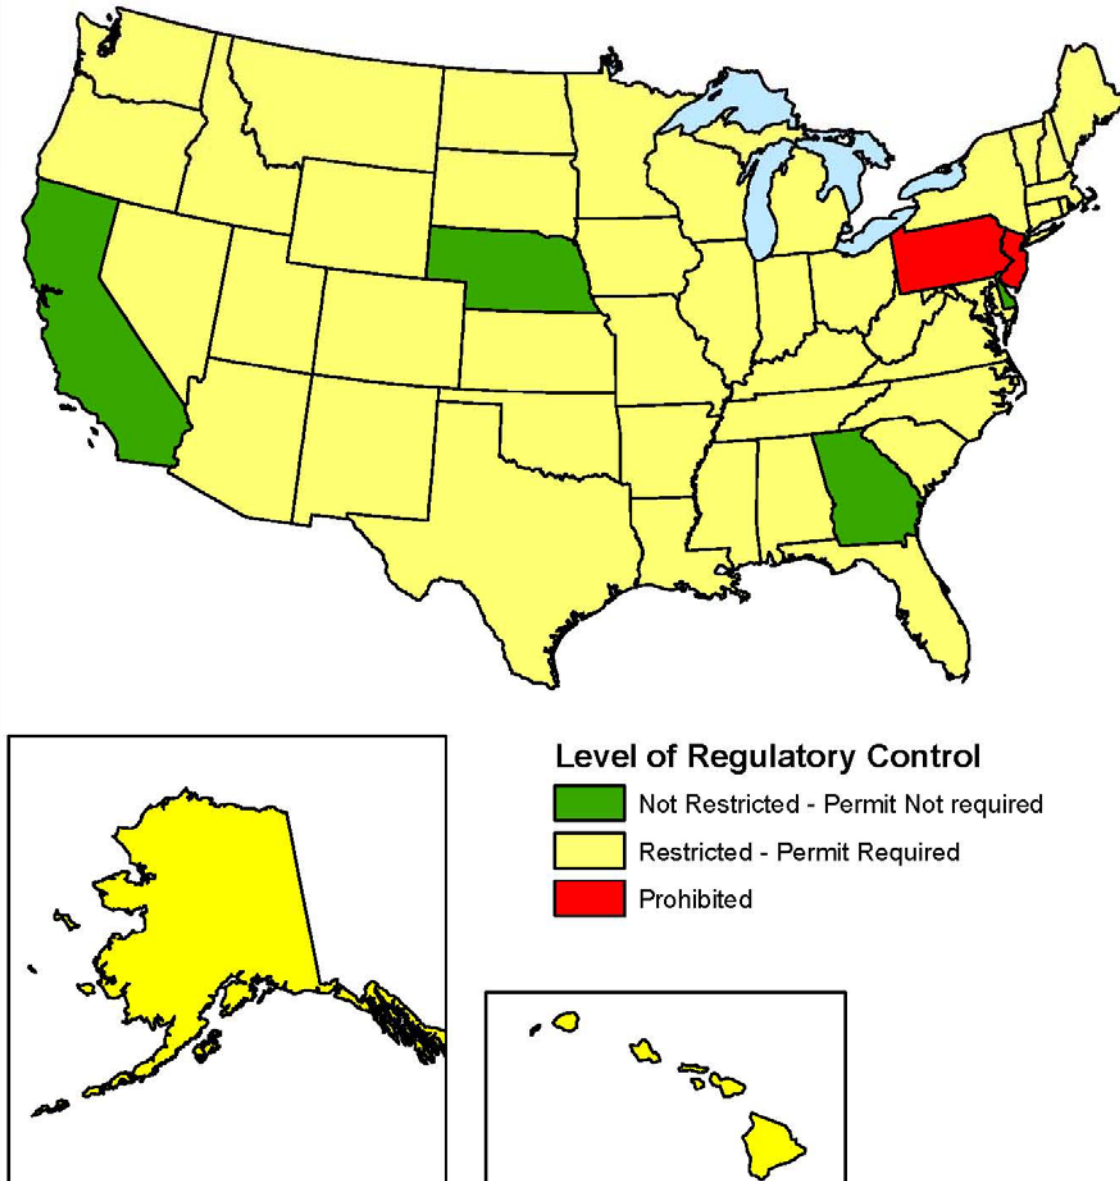 Level of Regulatory Control
Not Restricted - Permit Not required
Restricted - Permit Required
Prohibited